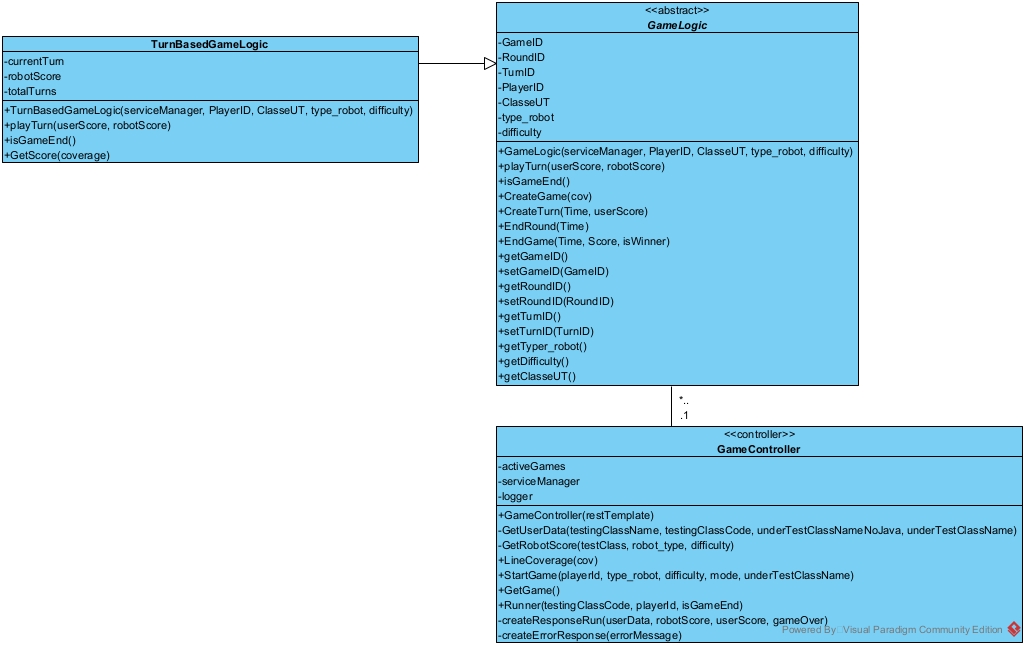 TurnBasedGameLogic
-currentTurn
-robotScore
-totalTurns
+TurnBasedGameLogic(serviceManager, PlayerID, ClasseUT, type_robot, difficulty)
+playTurn(userScore, robotScore)
+isGameEnd()
+GetScore(coverage)
<<abstract>>
GameLogic
-GameID
-RoundID
-TurnID
-PlayerID
-ClasseUT
-type_robot
-difficulty
+GameLogic(serviceManager, PlayerID, ClasseUT, type_robot, difficulty)
+playTurn(userScore, robotScore)
+isGameEnd()
+CreateGame(cov)
+CreateTurn(Time, userScore)
+EndRound(Time)
+EndGame(Time, Score, isWinner)
+getGameID()
+setGameID(GameID)
+getRoundID()
+setRoundID(RoundID)
+getTurnID()
+setTurnID(TurnID)
+getTyper_robot()
+getDifficulty()
+getClasseUT()
*..
.1
<<controller>>
GameController
-activeGames
-serviceManager
-logger
+GameController(restTemplate)
-GetUserData(testingClassName, testingClassCode, underTestClassNameNoJava, underTestClassName)
-GetRobotScore(testClass, robot_type, difficulty)
+LineCoverage(cov)
+StartGame(playerId, type_robot, difficulty, mode, underTestClassName)
+GetGame()
+Runner(testingClassCode, playerId, isGameEnd)
-createResponseRun(userData, robotScore, userScore, gameOver)
-createErrorResponse(errorMessage)
Powered By Visual Paradigm Community Edition